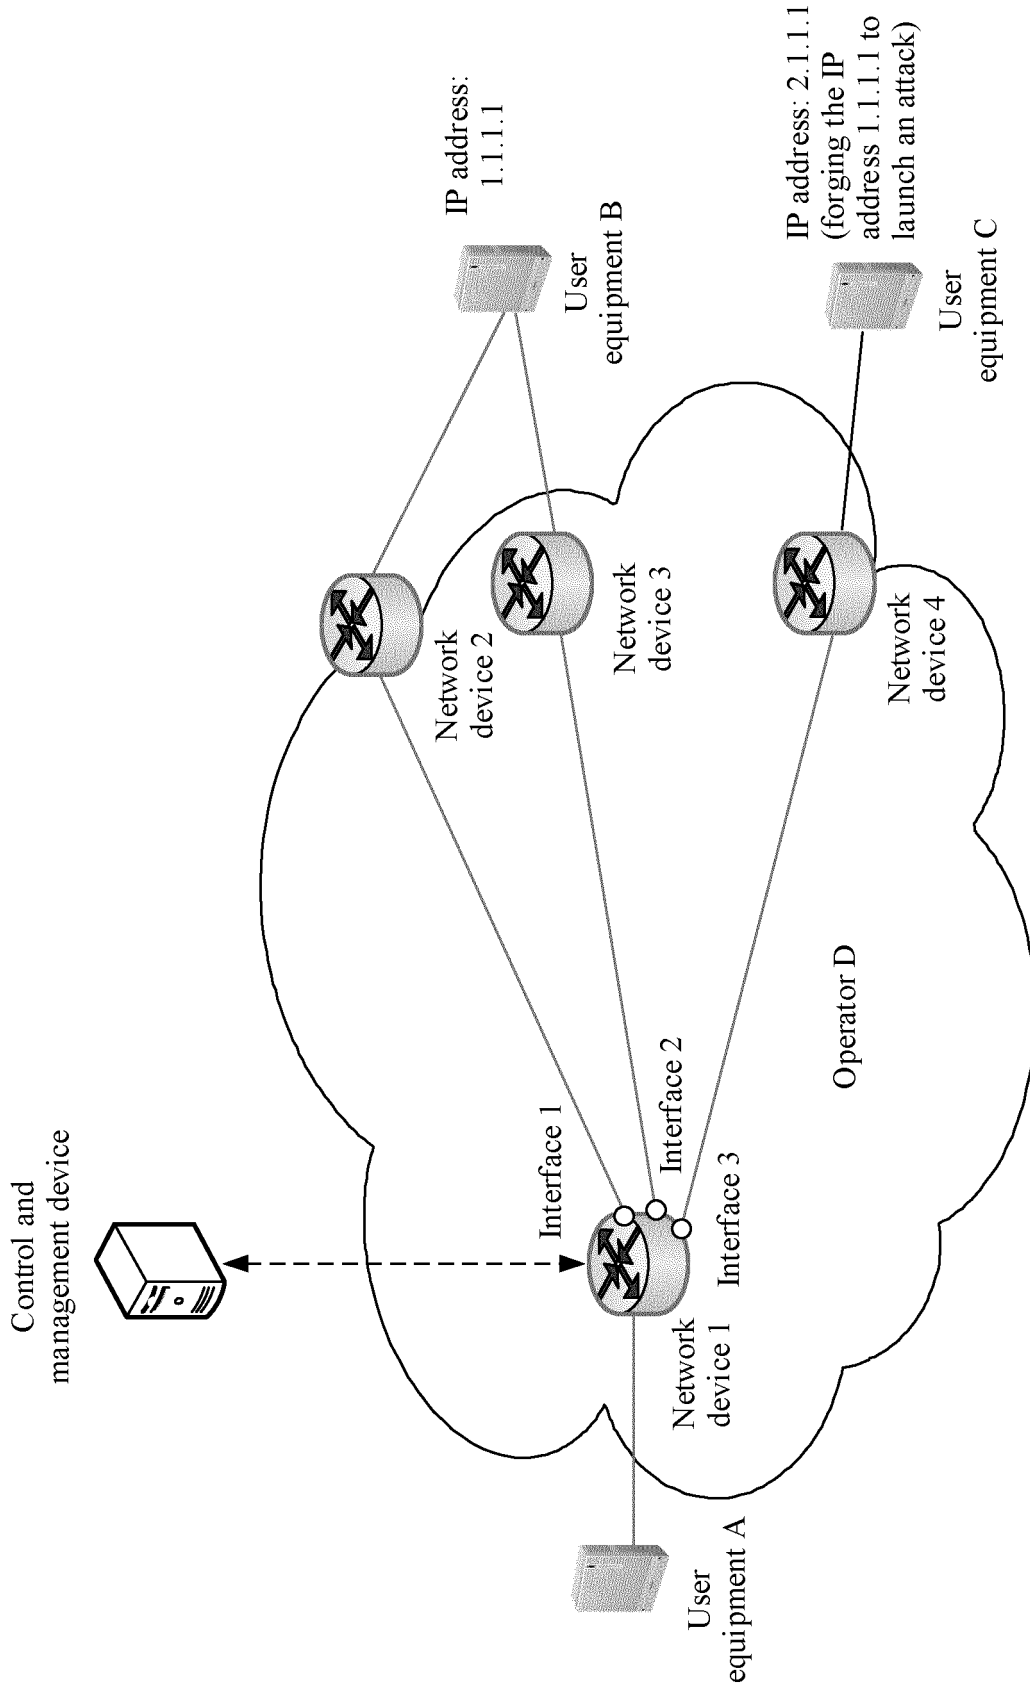 Control and
management device
IP address:
1.1.1.1
User
equipment B
Network
device 2
Interface 1
Network
device 3
Interface 2
User
equipment A
Network
device 1
Interface 3
IP address: 2.1.1.1
(forging the IP
address 1.1.1.1 to
launch an attack)
Network
device 4
Operator D
User
equipment C